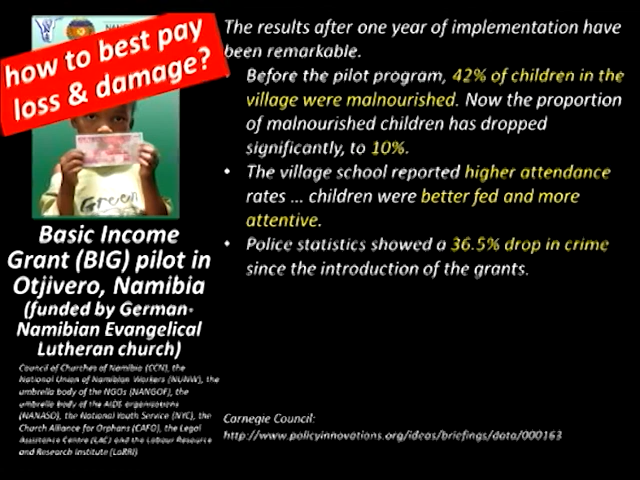 how to best pay
loss & damage?
Green
Basic Income
Grant (BIG) pilot in
Otjivero, Namibia
(funded by German-
Namibian Evangelical
Lutheran church)
Council of Churches of Namibia (CCN), the
National Union of Namibian Workers (NUNW), the
umbrella body of the NGOs (NANGOF), the
umbrella body of the AIDS organisations
(NANASO), the National Youth Service (NYC), the
Church Alliance for Orphans (CAFO), the Legal
Assistance Centre (LAC) and the Labour Resource
and Research Institute (LaRRI)
The results after one year of implementation have
been remarkable.
Before the pilot program, 42% of children in the
village were malnourished. Now the proportion
of malnourished children has dropped
significantly, to 10%.
• The village school reported higher attendance
rates ... children were better fed and more
attentive.
• Police statistics showed a 36.5% drop in crime
since the introduction of the grants.
Carnegie Council:
http://www.policyinnovations.org/ideas/briefings/data/000163